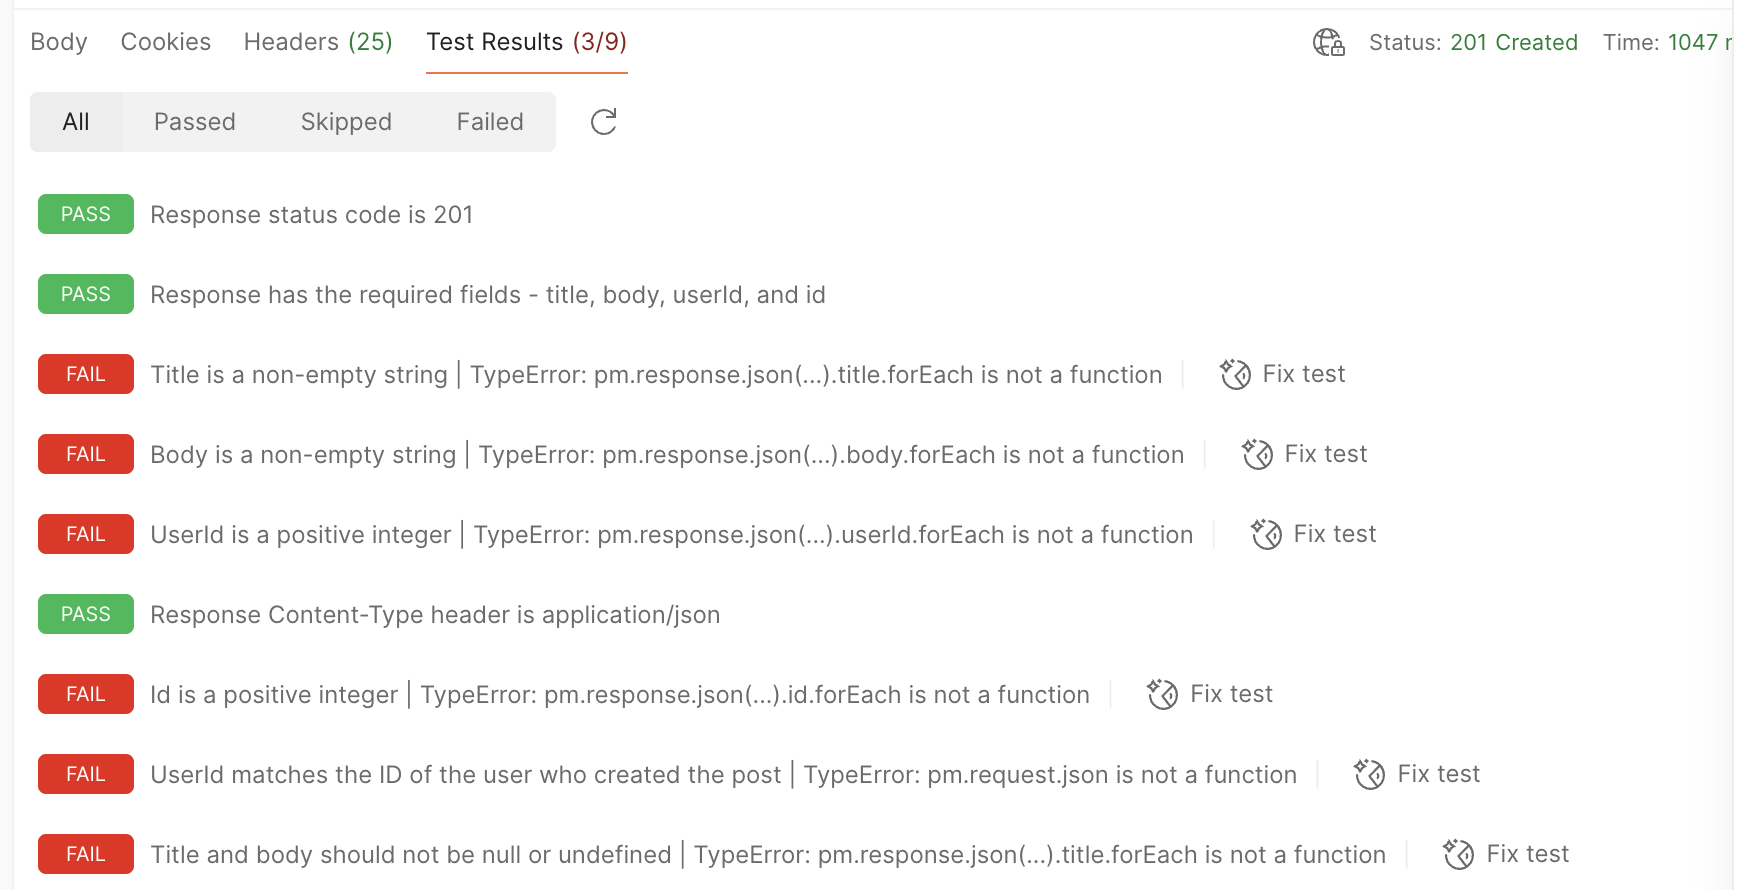 Body Cookies Headers (25) Test Results (3/9) Status: 201 Created Time: 1047
All Passed Skipped Failed
PASS Response status code is 201
PASS Response has the required fields - title, body, userId, and id
FAIL Title is a non-empty string | TypeError: pm.response.json(...).title.forEach is not a function Fix test
FAIL Body is a non-empty string | TypeError: pm.response.json(...).body.forEach is not a function Fix test
FAIL UserId is a positive integer | TypeError: pm.response.json(...).userId.forEach is not a function Fix test
PASS Response Content-Type header is application/json
FAIL Id is a positive integer | TypeError: pm.response.json(...).id.forEach is not a function Fix test
FAIL UserId matches the ID of the user who created the post | TypeError: pm.request.json is not a function Fix test
FAIL Title and body should not be null or undefined | TypeError: pm.response.json(...).title.forEach is not a function Fix test